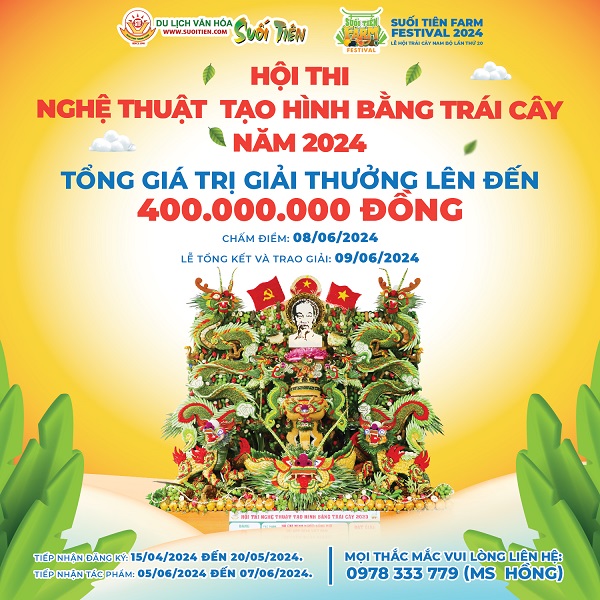 DU LỊCH VĂN HÓA
WWW.SUOITIEN.COM
SUỐI TIÊN
SUỐI TIÊN
FARM
FESTIVAL
SUỐI TIÊN FARM
FESTIVAL 2024
LỄ HỘI TRÁI CÂY NAM BỘ LẦN THỨ 20
HỘI THI
NGHỆ THUẬT TẠO HÌNH BẰNG TRÁI CÂY
NĂM 2024
TỔNG GIÁ TRỊ GIẢI THƯỞNG LÊN ĐẾN
400.000.000 ĐỒNG
CHẤM ĐIỂM: 08/06/2024
LỄ TỔNG KẾT VÀ TRAO GIẢI: 09/06/2024
HỘI THI NGHỆ THUẬT TẠO HÌNH BẰNG TRÁI CÂY 2023
TIẾP NHẬN ĐĂNG KÝ: 15/04/2024 ĐẾN 20/05/2024.
TIẾP NHẬN TÁC PHẨM: 05/06/2024 ĐẾN 07/06/2024.
MỌI THẮC MẮC VUI LÒNG LIÊN HỆ:
0978 333 779 (MS HỒNG)